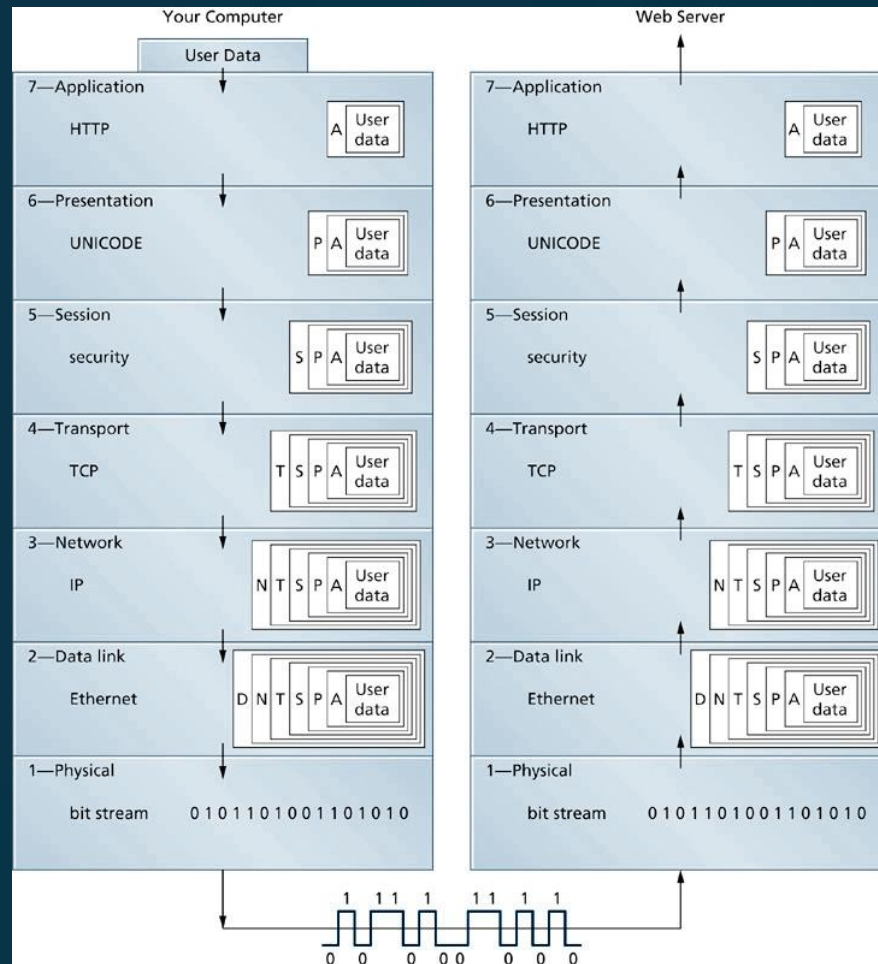 Your Computer
User Data
7—Application
HTTP
A User data
6—Presentation
UNICODE
P A User data
5—Session
security
S P A User data
4—Transport
TCP
T S P A User data
3—Network
IP
N T S P A User data
2—Data link
Ethernet
D N T S P A User data
1—Physical
bit stream 0 1 0 1 1 0 1 0 0 1 1 0 1 0 1 0
Web Server
7—Application
HTTP
A User data
6—Presentation
UNICODE
P A User data
5—Session
security
S P A User data
4—Transport
TCP
T S P A User data
3—Network
IP
N T S P A User data
2—Data link
Ethernet
D N T S P A User data
1—Physical
bit stream 0 1 0 1 1 0 1 0 0 1 1 0 1 0 1 0
1 1 1 1 1 1 1 1
0 0 0 0 0 0 0 0